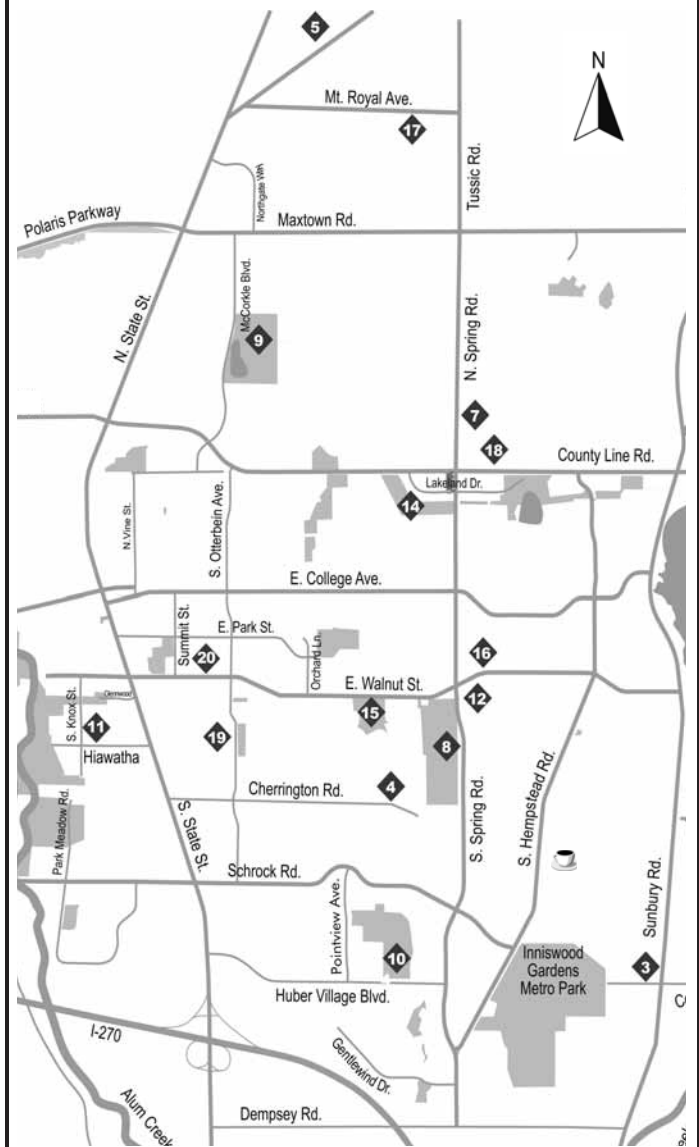 5
N
Mt. Royal Ave.
17
Tussic Rd.
Polaris Parkway
Maxtown Rd.
N. State St.
McCorkle Blvd.
9
N. Spring Rd.
7
18
County Line Rd.
Lakeland Dr.
14
N.Vine St.
S. Otterbein Ave.
E. College Ave.
Summit St.
E. Park St.
20
Orchard Ln.
16
E. Walnut St.
S. Knox St.
11
Hiawatha
19
15
12
8
4
Cherrington Rd.
S. State St.
Park Meadow Rd.
S. Spring Rd.
S. Hempstead Rd.
Schrock Rd.
Sunbury Rd.
Pointview Ave.
10
Inniswood
Gardens
Metro Park
3
Huber Village Blvd.
I-270
Gentlewind Dr.
Alum Creek
Dempsey Rd.